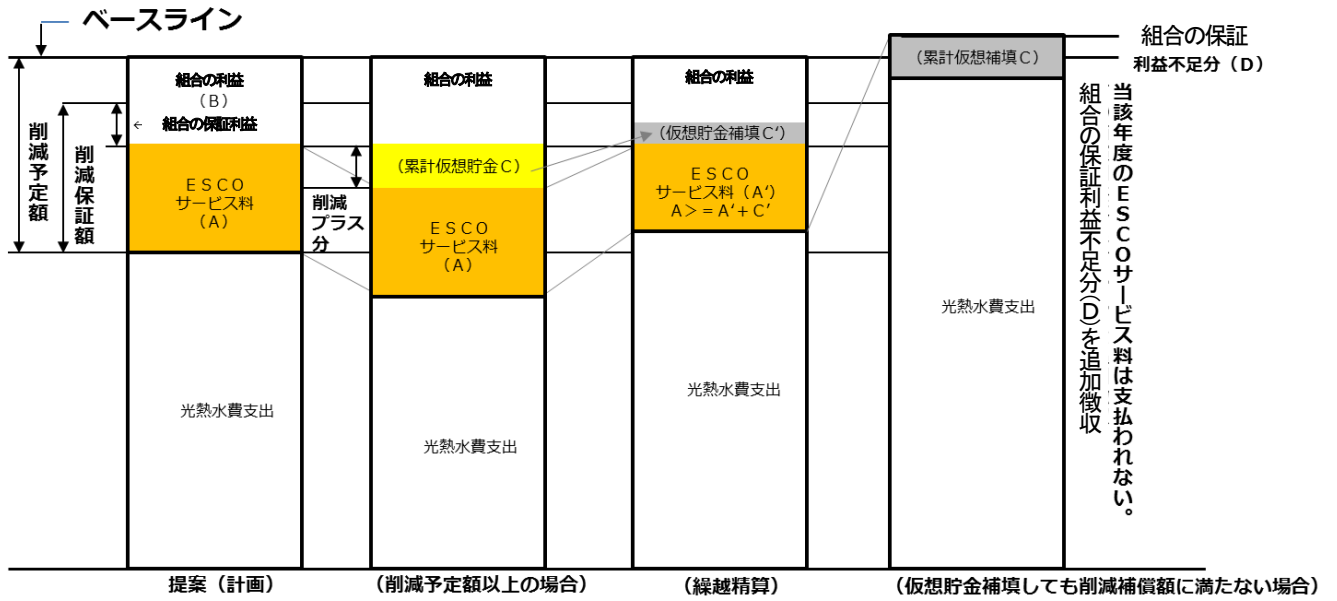 ベースライン
削減予定額
削減保証額
組合の利益
（B）
← 組合の保証利益
ＥＳＣＯ
サービス料
（Ａ）
光熱水費支出
提案（計画）
削減
プラス
分
組合の利益
（累計仮想貯金Ｃ）
ＥＳＣＯ
サービス料
（Ａ）
光熱水費支出
（削減予定額以上の場合）
組合の利益
（仮想貯金補填Ｃ‘）
ＥＳＣＯ
サービス料（Ａ‘）
Ａ＞＝Ａ‘＋Ｃ’
光熱水費支出
（繰越精算）
（累計仮想補填Ｃ）
光熱水費支出
（仮想貯金補填しても削減補償額に満たない場合）
組合の保証
利益不足分（Ｄ）
当該年度のＥＳＣＯサービス料は支払われない。
組合の保証利益不足分(Ｄ)を追加徴収